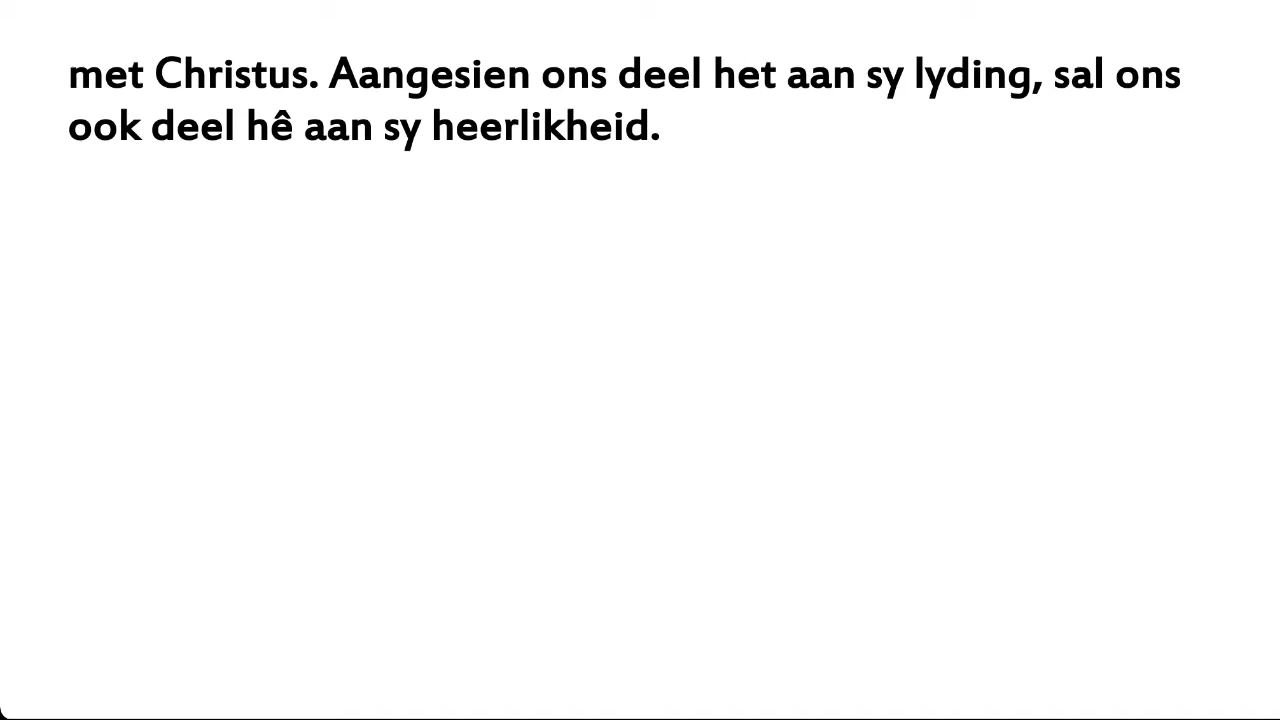 met Christus. Aangesien ons deel het aan sy lyding, sal ons
ook deel hê aan sy heerlikheid.